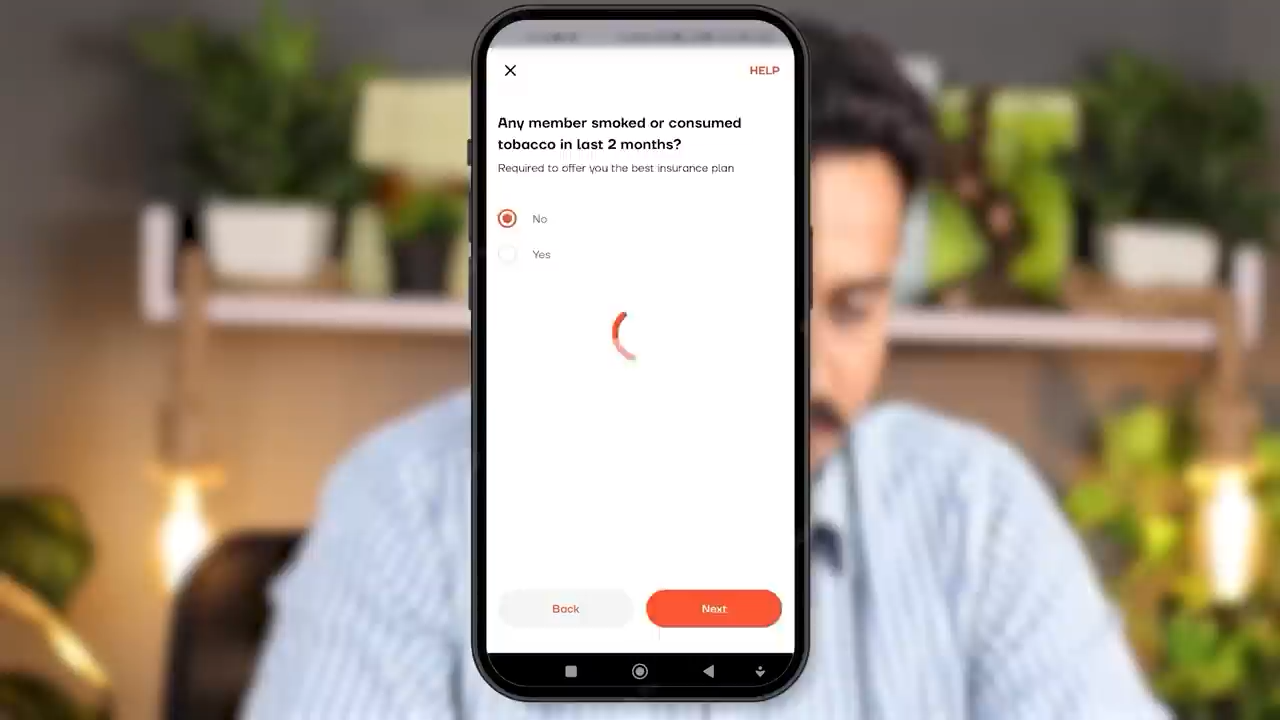 HELP
Any member smoked or consumed
tobacco in last 2 months?
Required to offer you the best insurance plan
No
Yes
Back
Next